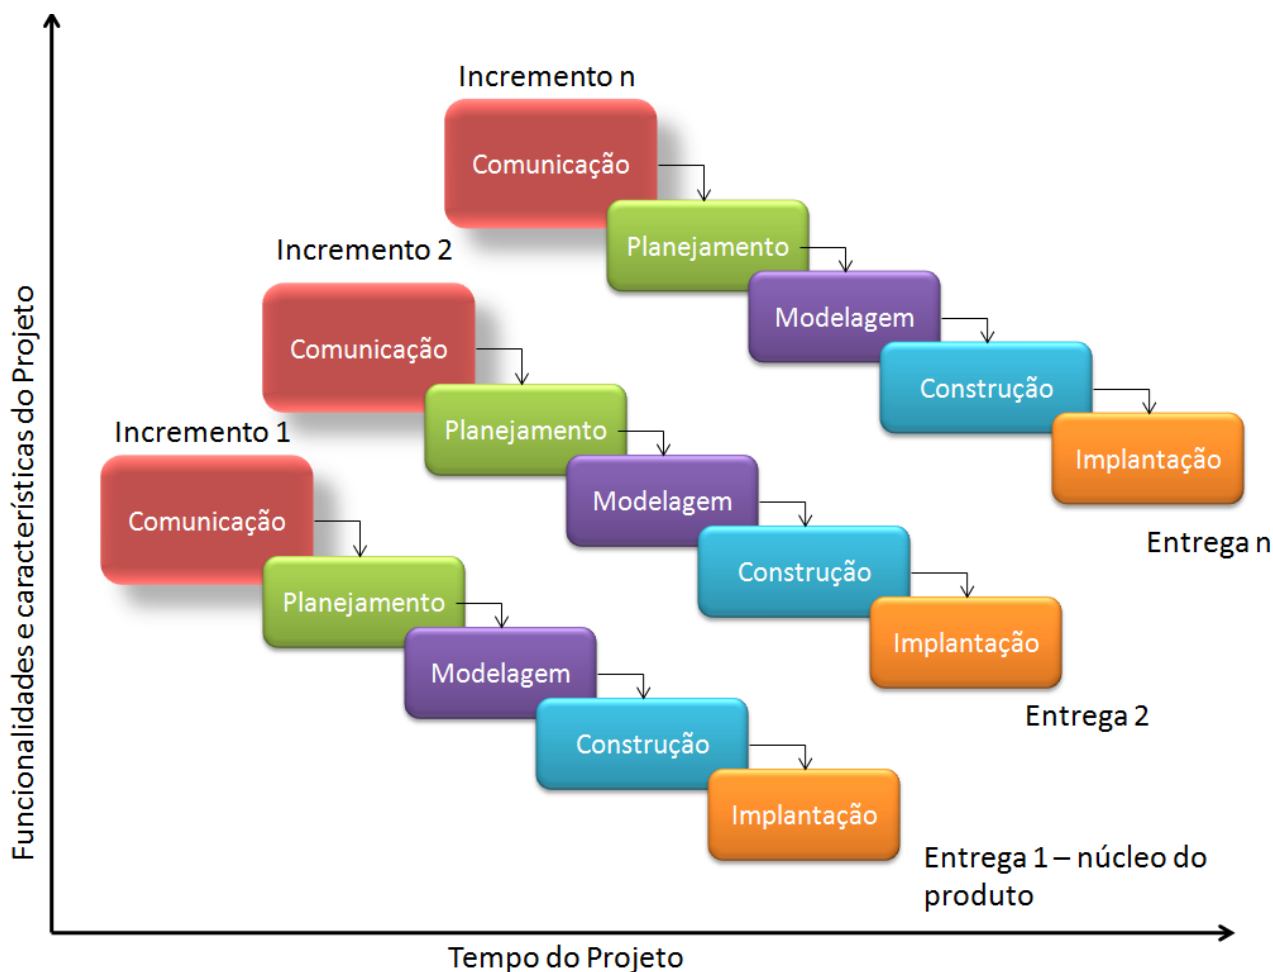 Incremento n
Comunicação
Planejamento
Modelagem
Construção
Implantação
Entrega n
Incremento 2
Comunicação
Planejamento
Modelagem
Construção
Implantação
Entrega 2
Incremento 1
Comunicação
Planejamento
Modelagem
Construção
Implantação
Entrega 1 – núcleo do
produto
Funcionalidades e características do Projeto
Tempo do Projeto